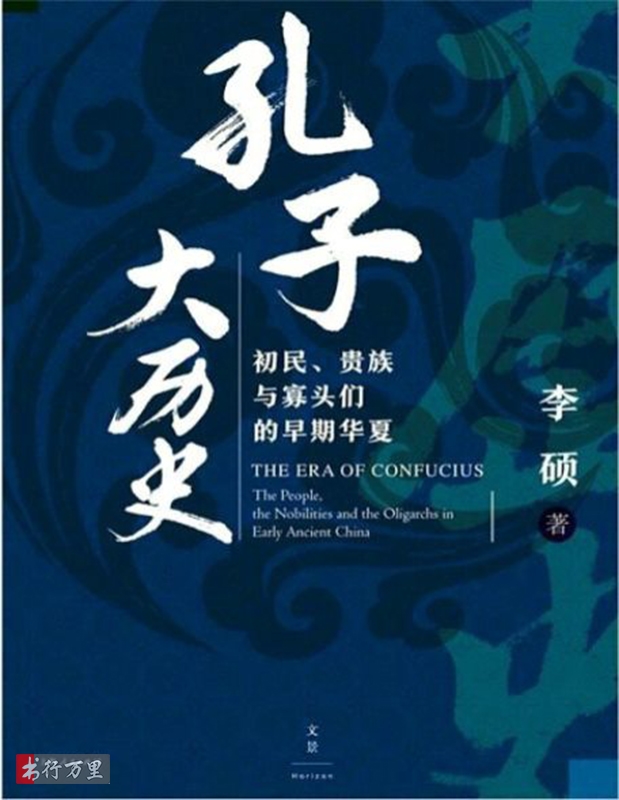 孔子
大历史
初民、贵族
与寡头们
的早期华夏
THE ERA OF CONFUCIUS
The People,
the Nobilities and the Oligarchs in
Early Ancient China
李硕
著
文景
Horizon
书行万里